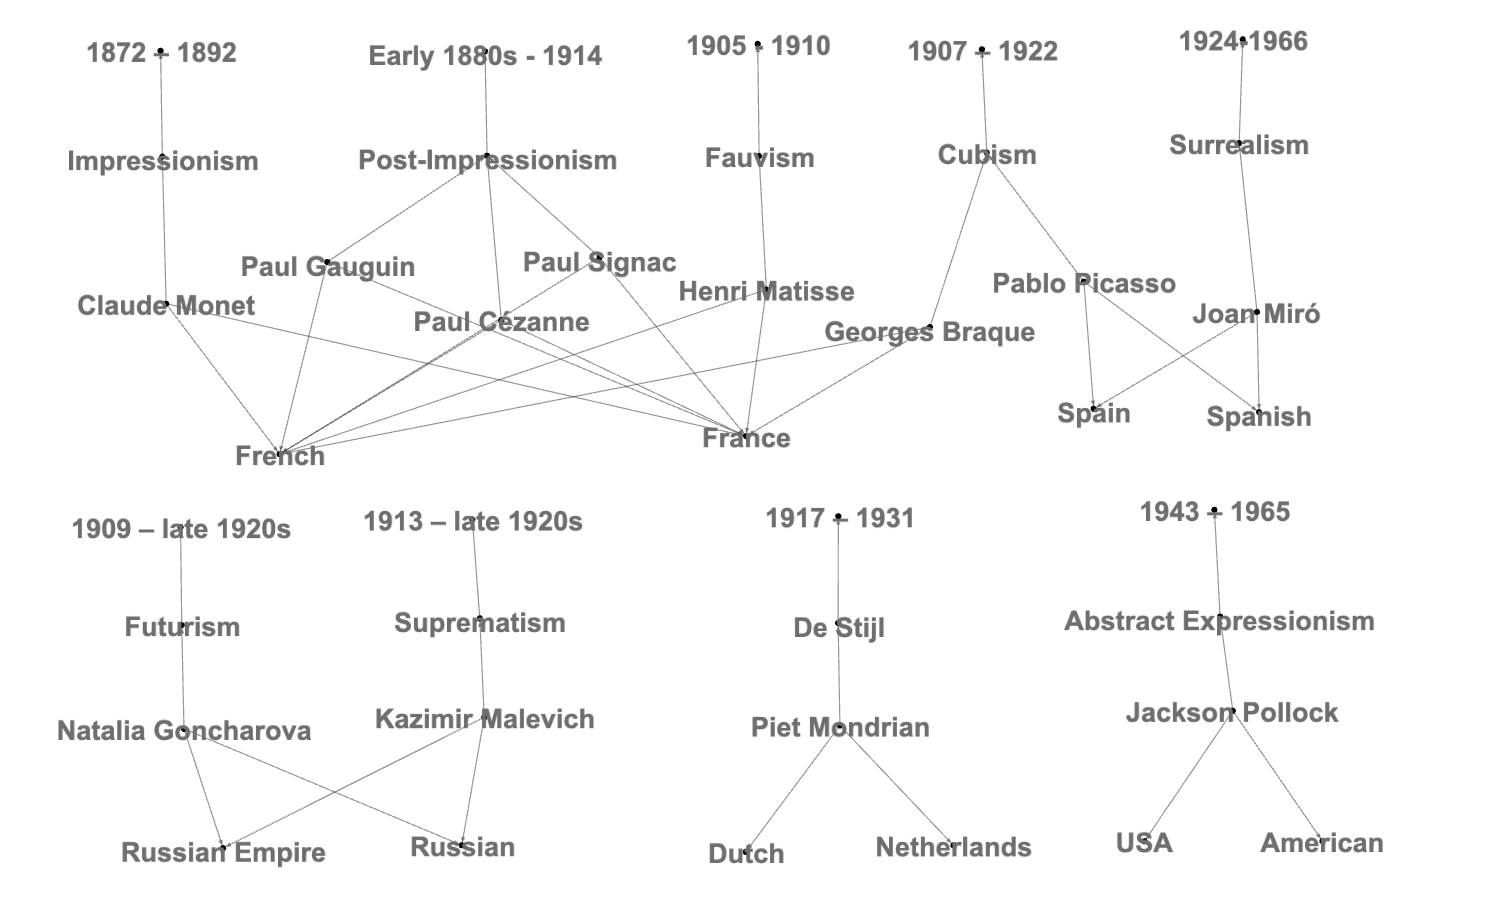 1872 – 1892
Early 1880s - 1914
1905 - 1910
1907 – 1922
1924-1966
Impressionism
Post-Impressionism
Fauvism
Cubism
Surrealism
Paul Gauguin
Paul Signac
Claude Monet
Paul Cézanne
Henri Matisse
Georges Braque
Pablo Picasso
Joan Miró
French
France
Spain
Spanish
1909 – late 1920s
1913 – late 1920s
1917 – 1931
1943 – 1965
Futurism
Suprematism
De Stijl
Abstract Expressionism
Natalia Goncharova
Kazimir Malevich
Piet Mondrian
Jackson Pollock
Russian Empire
Russian
Dutch
Netherlands
USA
American